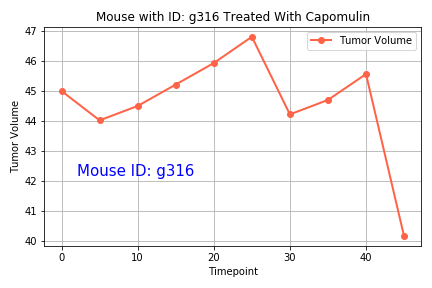 Mouse with ID: g316 Treated With Capomulin
Tumor Volume
47
46
45
44
43
42
41
40
Tumor Volume
Mouse ID: g316
0
10
20
30
40
Timepoint